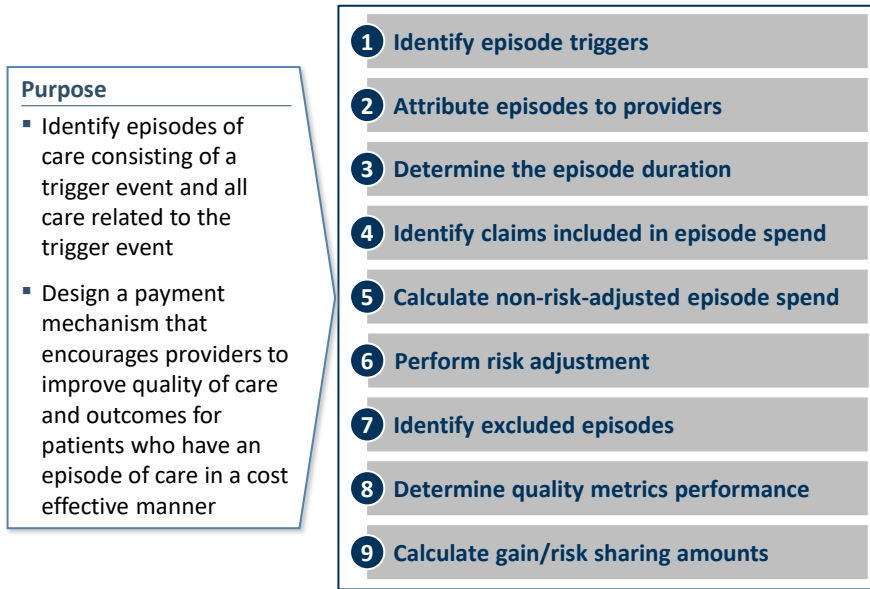 Purpose
▪ Identify episodes of
care consisting of a
trigger event and all
care related to the
trigger event
▪ Design a payment
mechanism that
encourages providers to
improve quality of care
and outcomes for
patients who have an
episode of care in a cost
effective manner
1 Identify episode triggers
2 Attribute episodes to providers
3 Determine the episode duration
4 Identify claims included in episode spend
5 Calculate non-risk-adjusted episode spend
6 Perform risk adjustment
7 Identify excluded episodes
8 Determine quality metrics performance
9 Calculate gain/risk sharing amounts